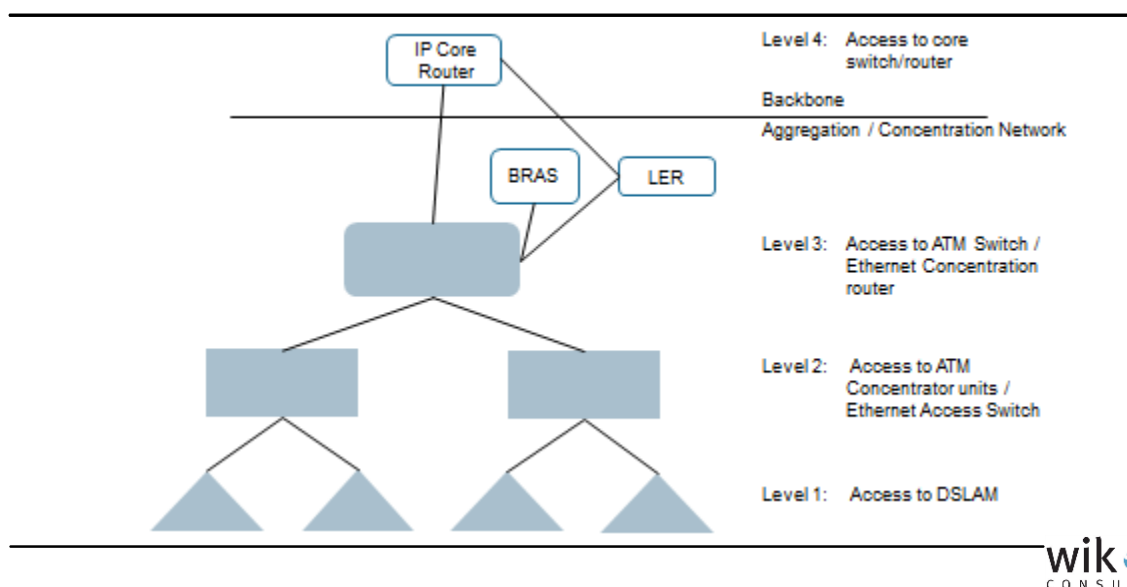 IP Core
Router
Level 4: Access to core
switch/router
Backbone
Aggregation / Concentration Network
BRAS
LER
Level 3: Access to ATM Switch /
Ethernet Concentration
router
Level 2: Access to ATM
Concentrator units /
Ethernet Access Switch
Level 1: Access to DSLAM
wik
CONSU